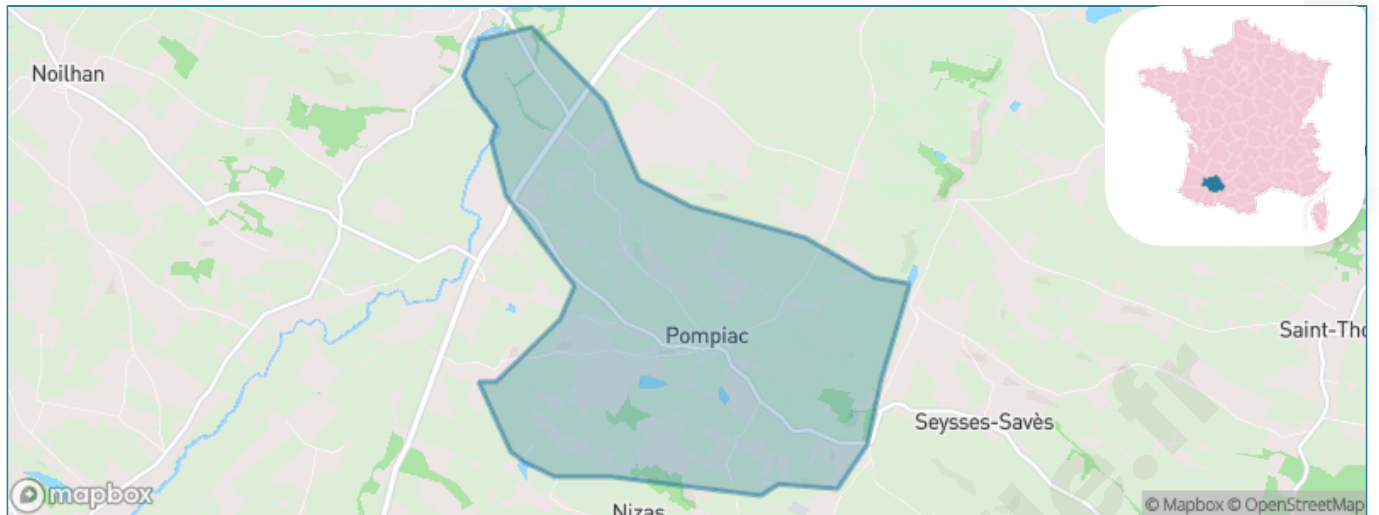 Noilhan
Pompiac
Saint-Tho
Seysses-Savès
Nizas
mapbox
© Mapbox © OpenStreetMap